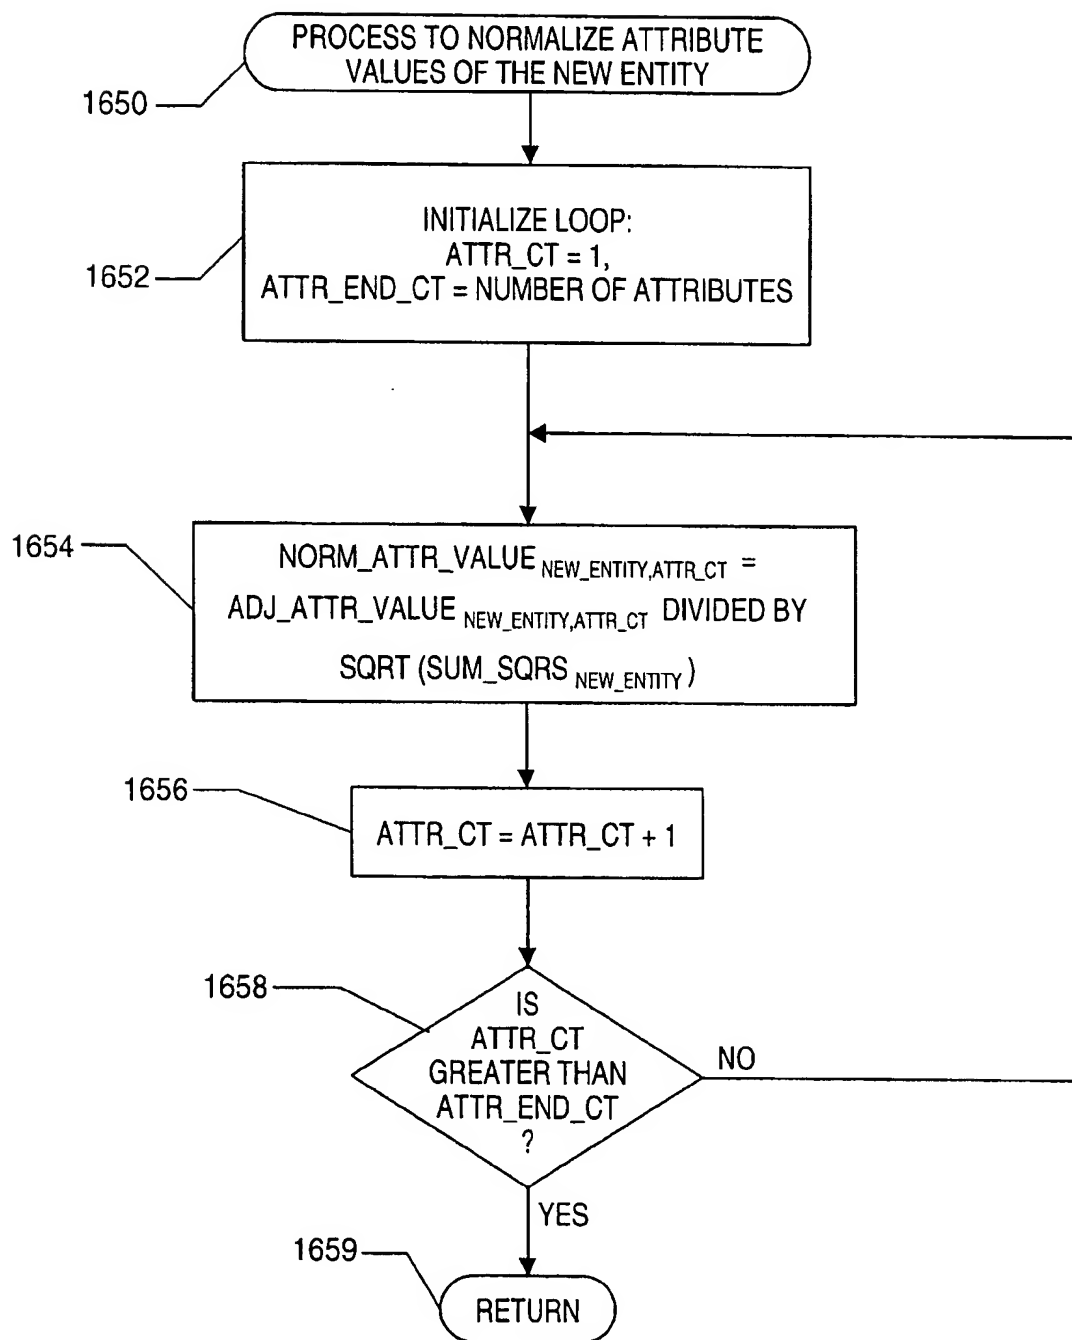 PROCESS TO NORMALIZE ATTRIBUTE
VALUES OF THE NEW ENTITY
1650
INITIALIZE LOOP:
ATTR_CT = 1,
ATTR_END_CT = NUMBER OF ATTRIBUTES
1652
1654
NORM_ATTR_VALUE NEW_ENTITY,ATTR_CT =
ADJ_ATTR_VALUE NEW_ENTITY,ATTR_CT DIVIDED BY
SQRT (SUM_SQRS NEW_ENTITY)
1656
ATTR_CT = ATTR_CT + 1
1658
IS
ATTR_CT
GREATER THAN
ATTR_END_CT
?
NO
YES
1659
RETURN